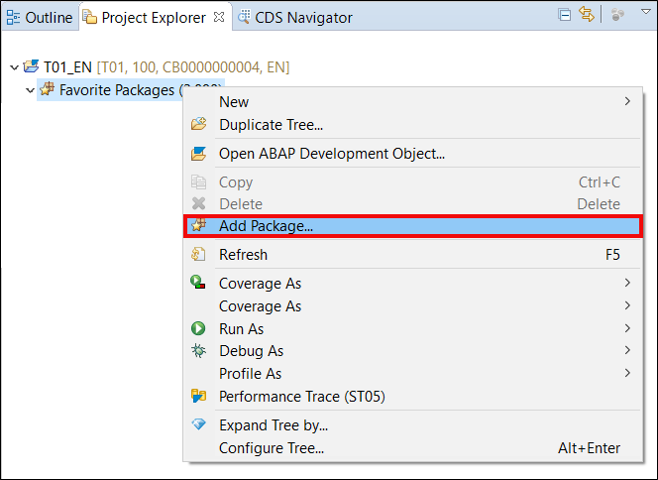 Outline Project Explorer CDS Navigator
T01_EN [T01, 100, CB0000000004, EN]
Favorite Packages
New
Duplicate Tree...
Open ABAP Development Object...
Copy Ctrl+C
Delete Delete
Add Package...
Refresh F5
Coverage As
Coverage As
Run As
Debug As
Profile As
Performance Trace (ST05)
Expand Tree by...
Configure Tree... Alt+Enter